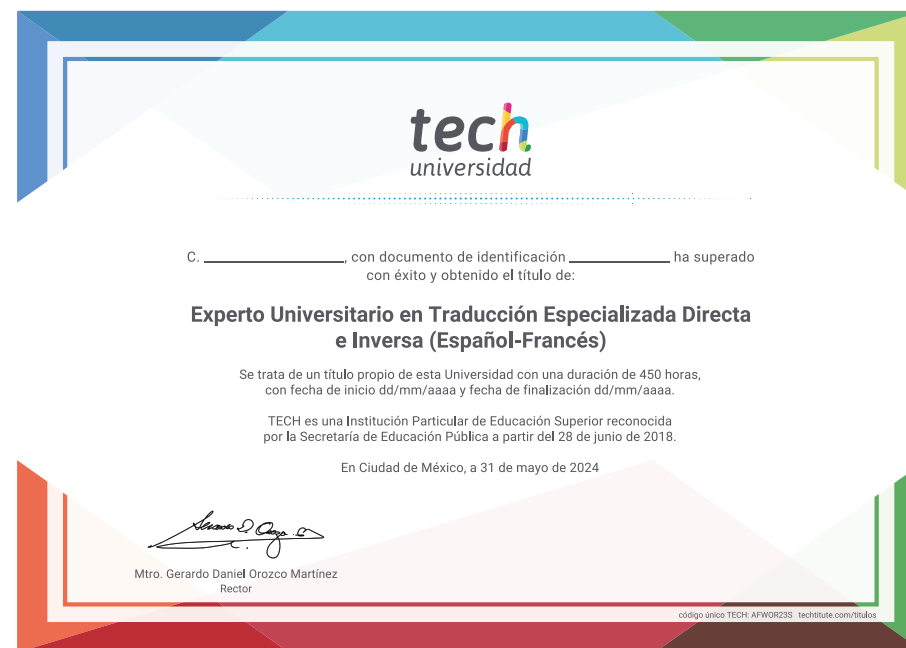 tech
universidad
C. ____________, con documento de identificación ____________ ha superado
con éxito y obtenido el título de:
Experto Universitario en Traducción Especializada Directa
e Inversa (Español-Francés)
Se trata de un título propio de esta Universidad con una duración de 450 horas,
con fecha de inicio dd/mm/aaaa y fecha de finalización dd/mm/aaaa.
TECH es una Institución Particular de Educación Superior reconocida
por la Secretaría de Educación Pública a partir del 28 de junio de 2018.
En Ciudad de México, a 31 de mayo de 2024
Mtro. Gerardo Daniel Orozco Martínez
Rector
código único TECH: AFWOR23S techtitute.com/titulos